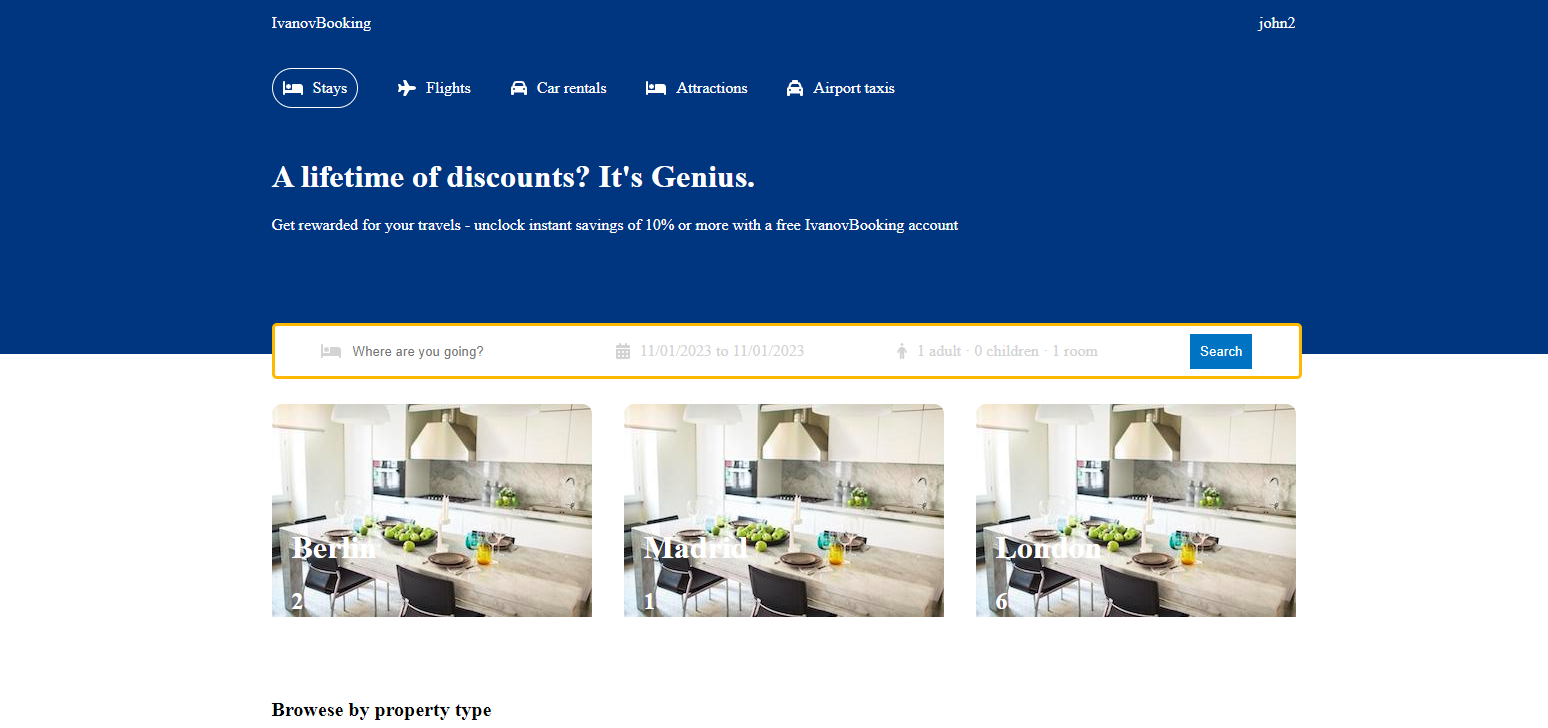 IvanovBooking john2
Stays Flights Car rentals Attractions Airport taxis
A lifetime of discounts? It's Genius.
Get rewarded for your travels - unclock instant savings of 10% or more with a free IvanovBooking account
Where are you going? 11/01/2023 to 11/01/2023 1 adult · 0 children · 1 room Search
Berlin Madrid London
2 1 6
Browese by property type